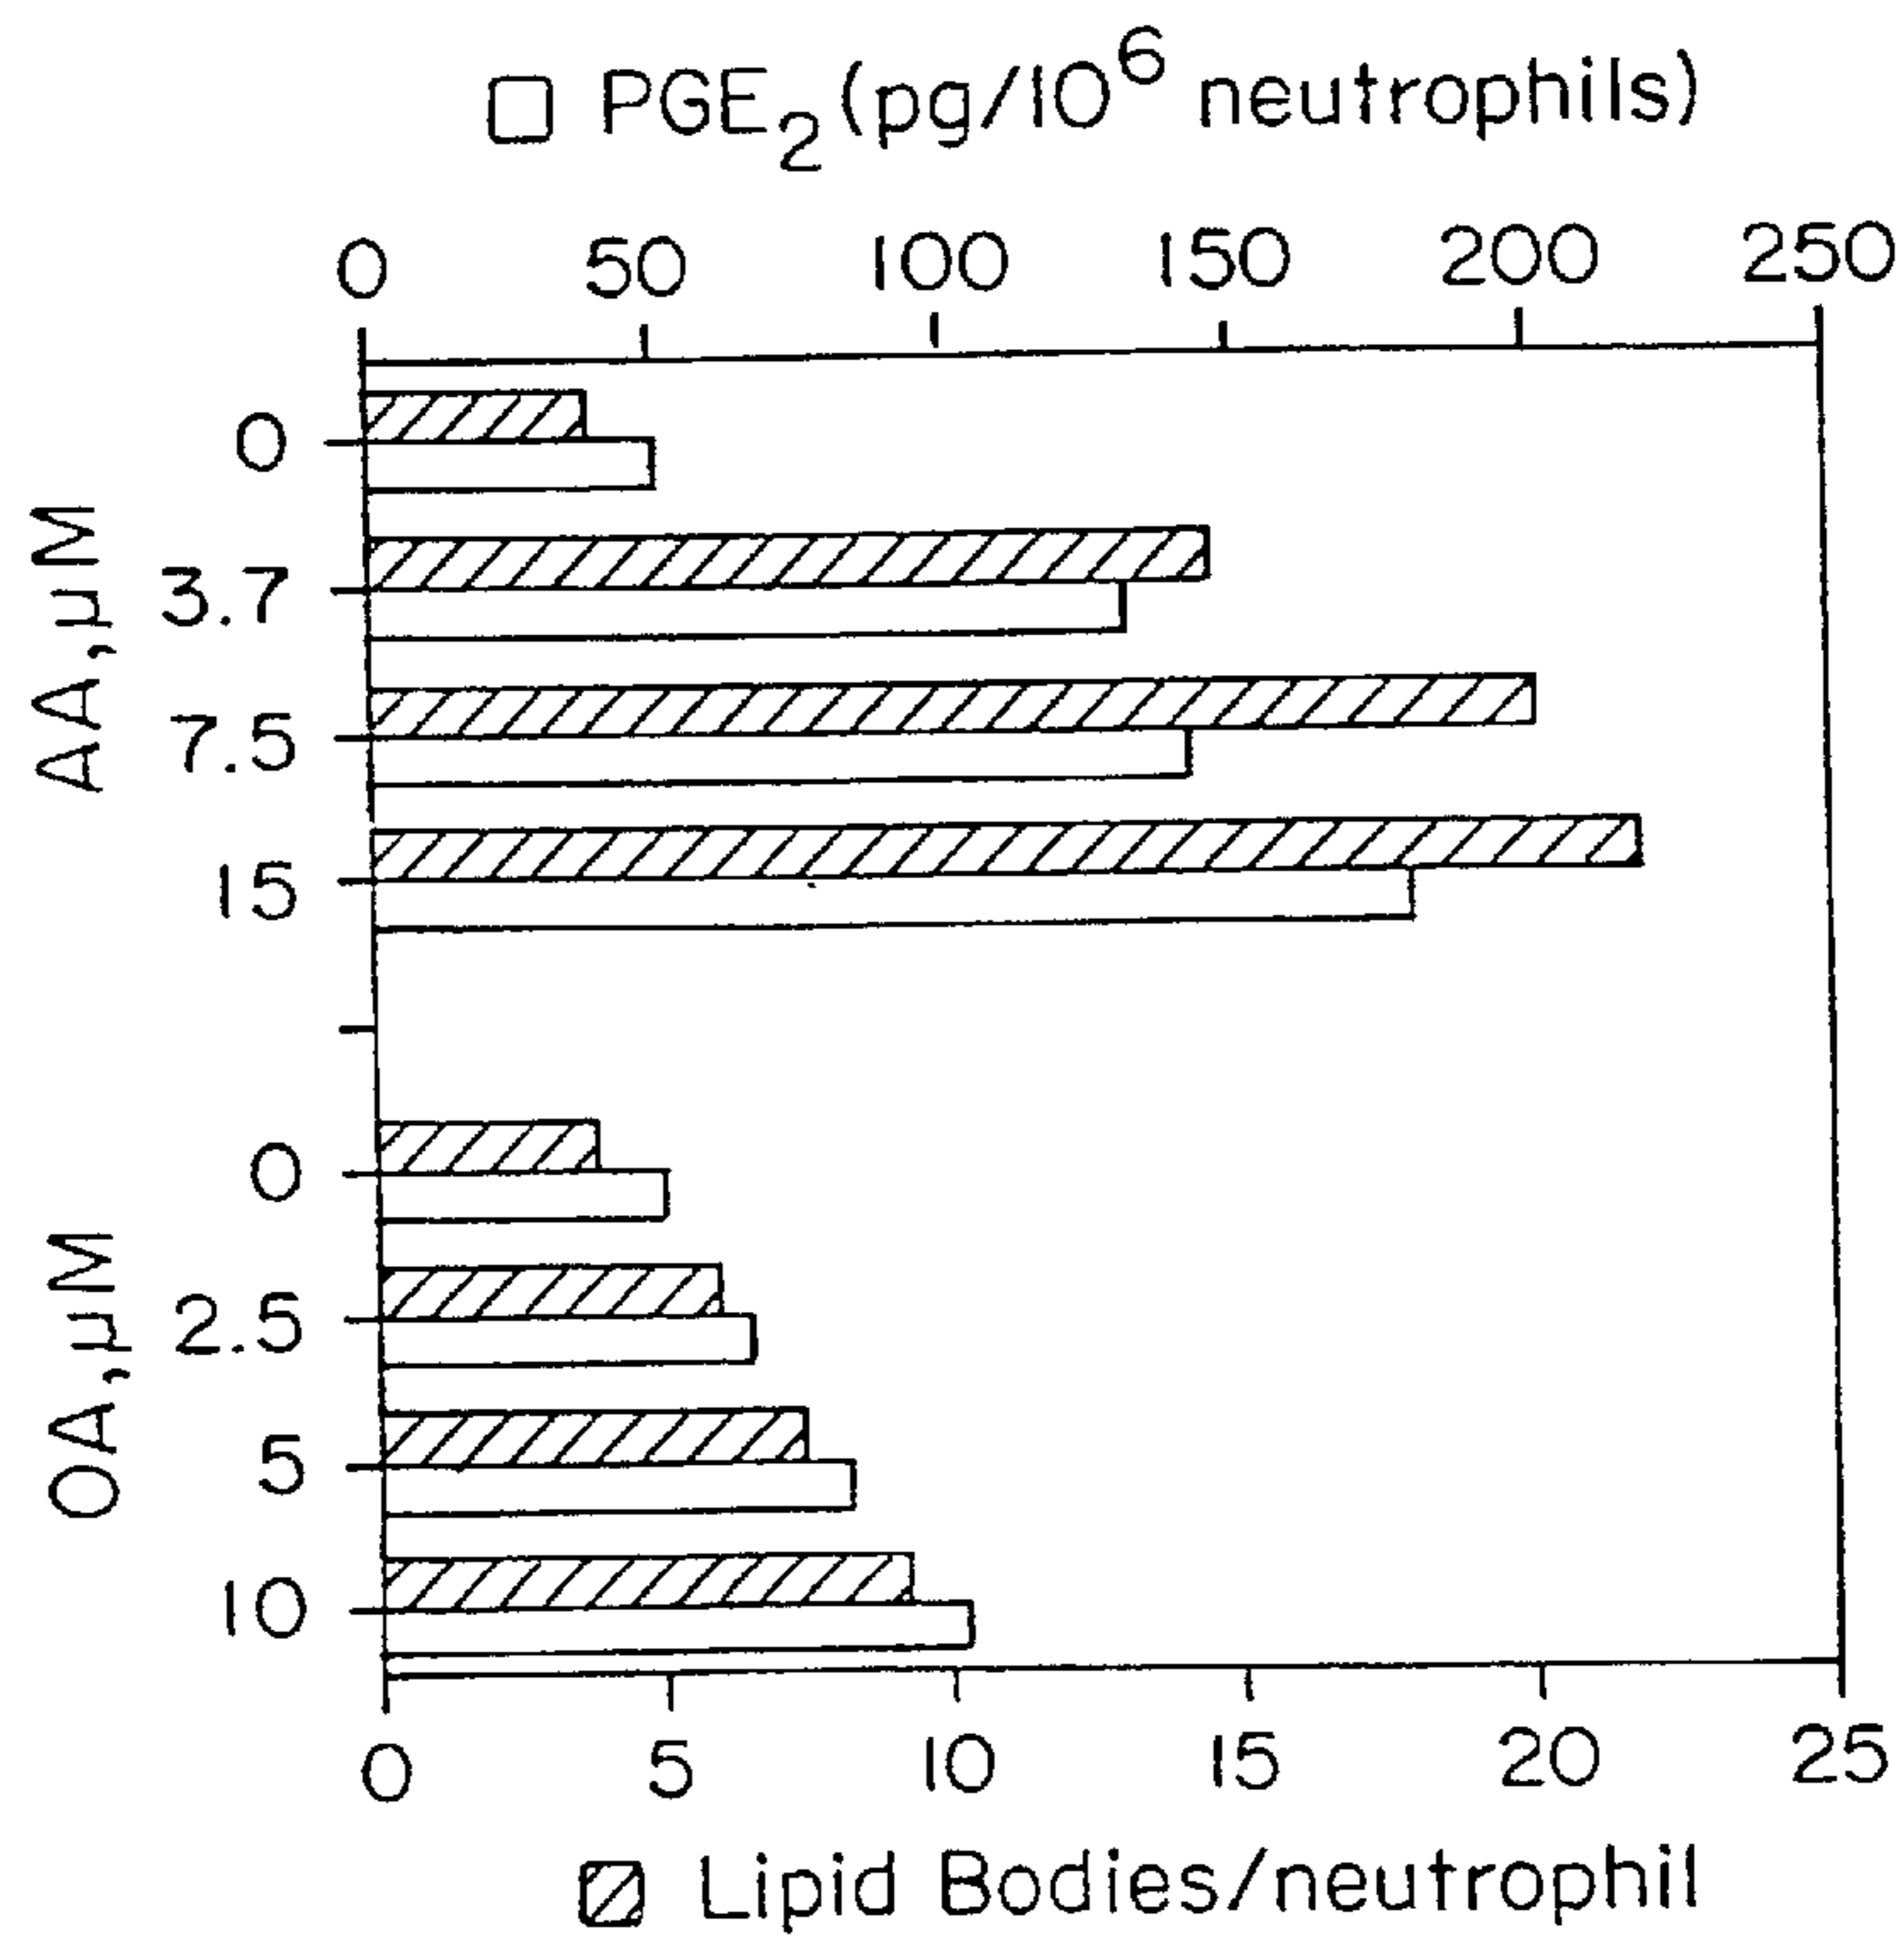 PGE₂ (pg/10⁶ neutrophils)
0 50 100 150 200 250
AA, µM
0
3.7
7.5
15
OA, µM
0
2.5
5
10
0 5 10 15 20 25
Lipid Bodies/neutrophil